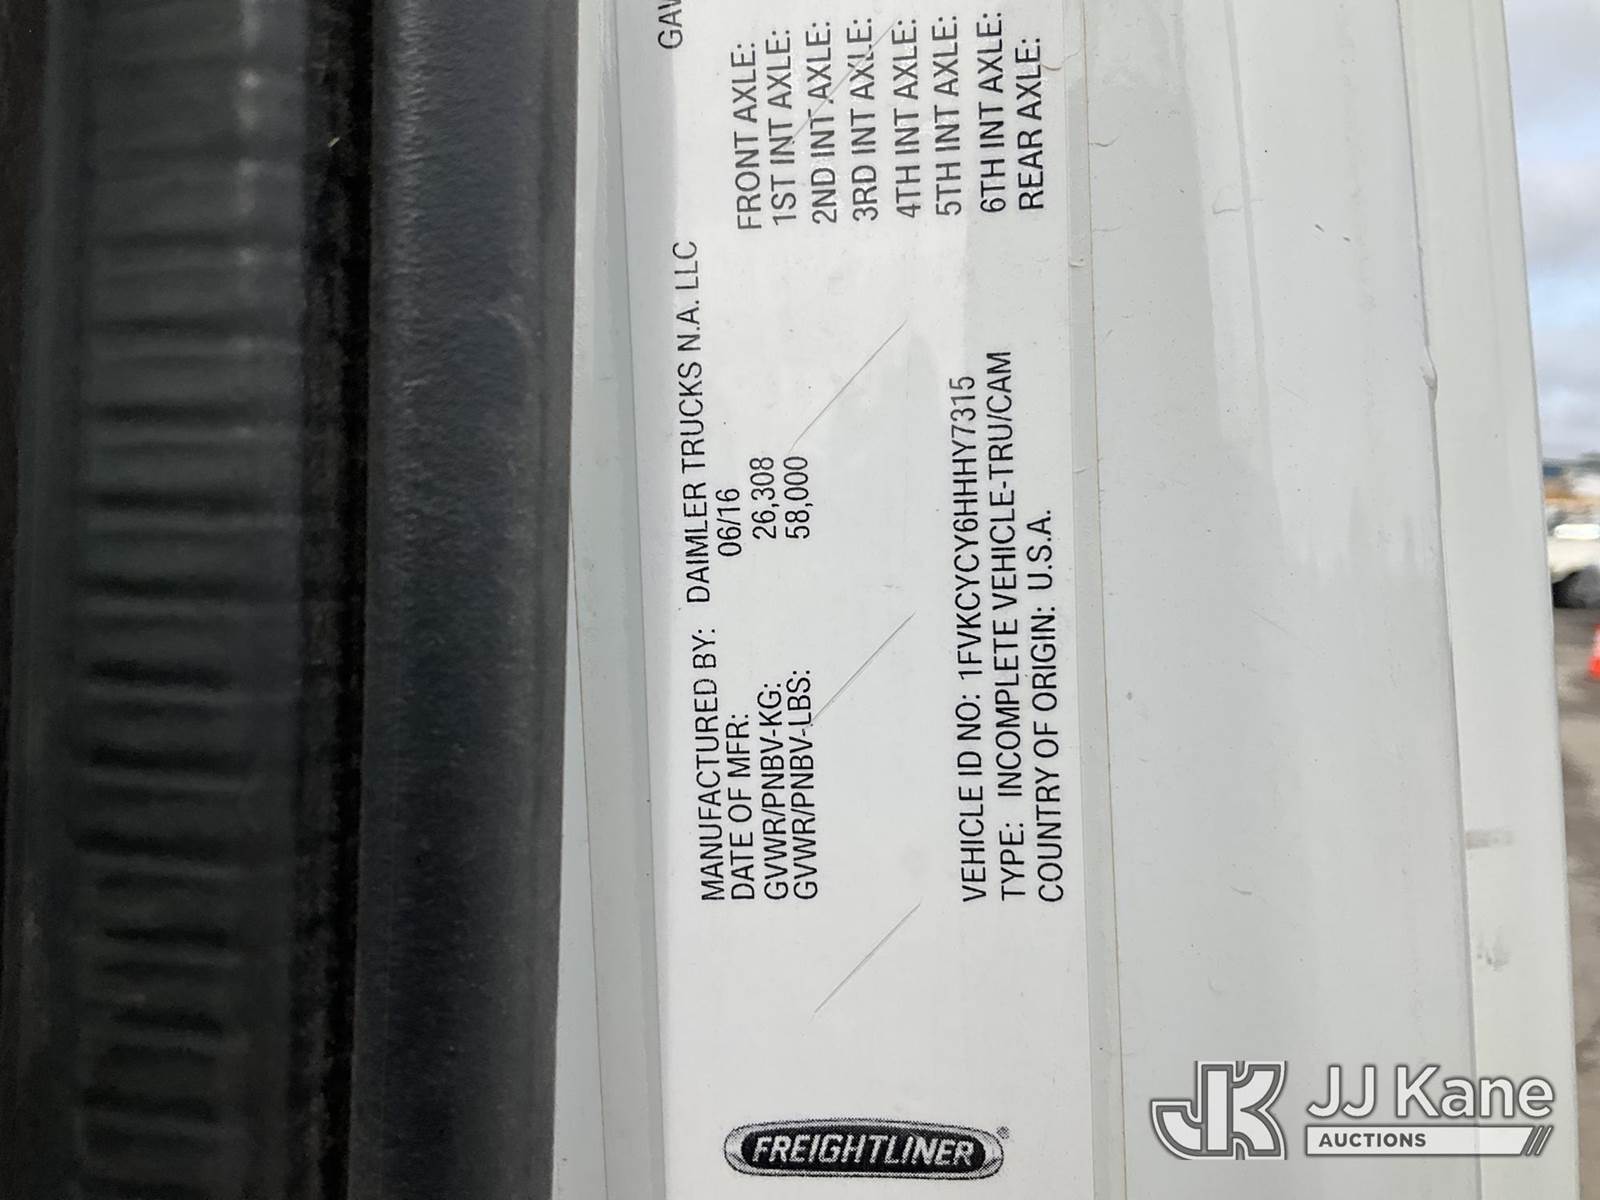 FREIGHTLINER®
MANUFACTURED BY: DAIMLER TRUCKS N.A. LLC
DATE OF MFR: 06/16
GVWR/PNBV-KG: 26,308
GVWR/PNBV-LBS: 58,000
VEHICLE ID NO: 1FVKCYCY6HHHY7315
TYPE: INCOMPLETE VEHICLE-TRU/CAM
COUNTRY OF ORIGIN: U.S.A.
FRONT AXLE:
1ST INT AXLE:
2ND INT AXLE:
3RD INT AXLE:
4TH INT AXLE:
5TH INT AXLE:
6TH INT AXLE:
REAR AXLE:
JK JJ Kane
AUCTIONS